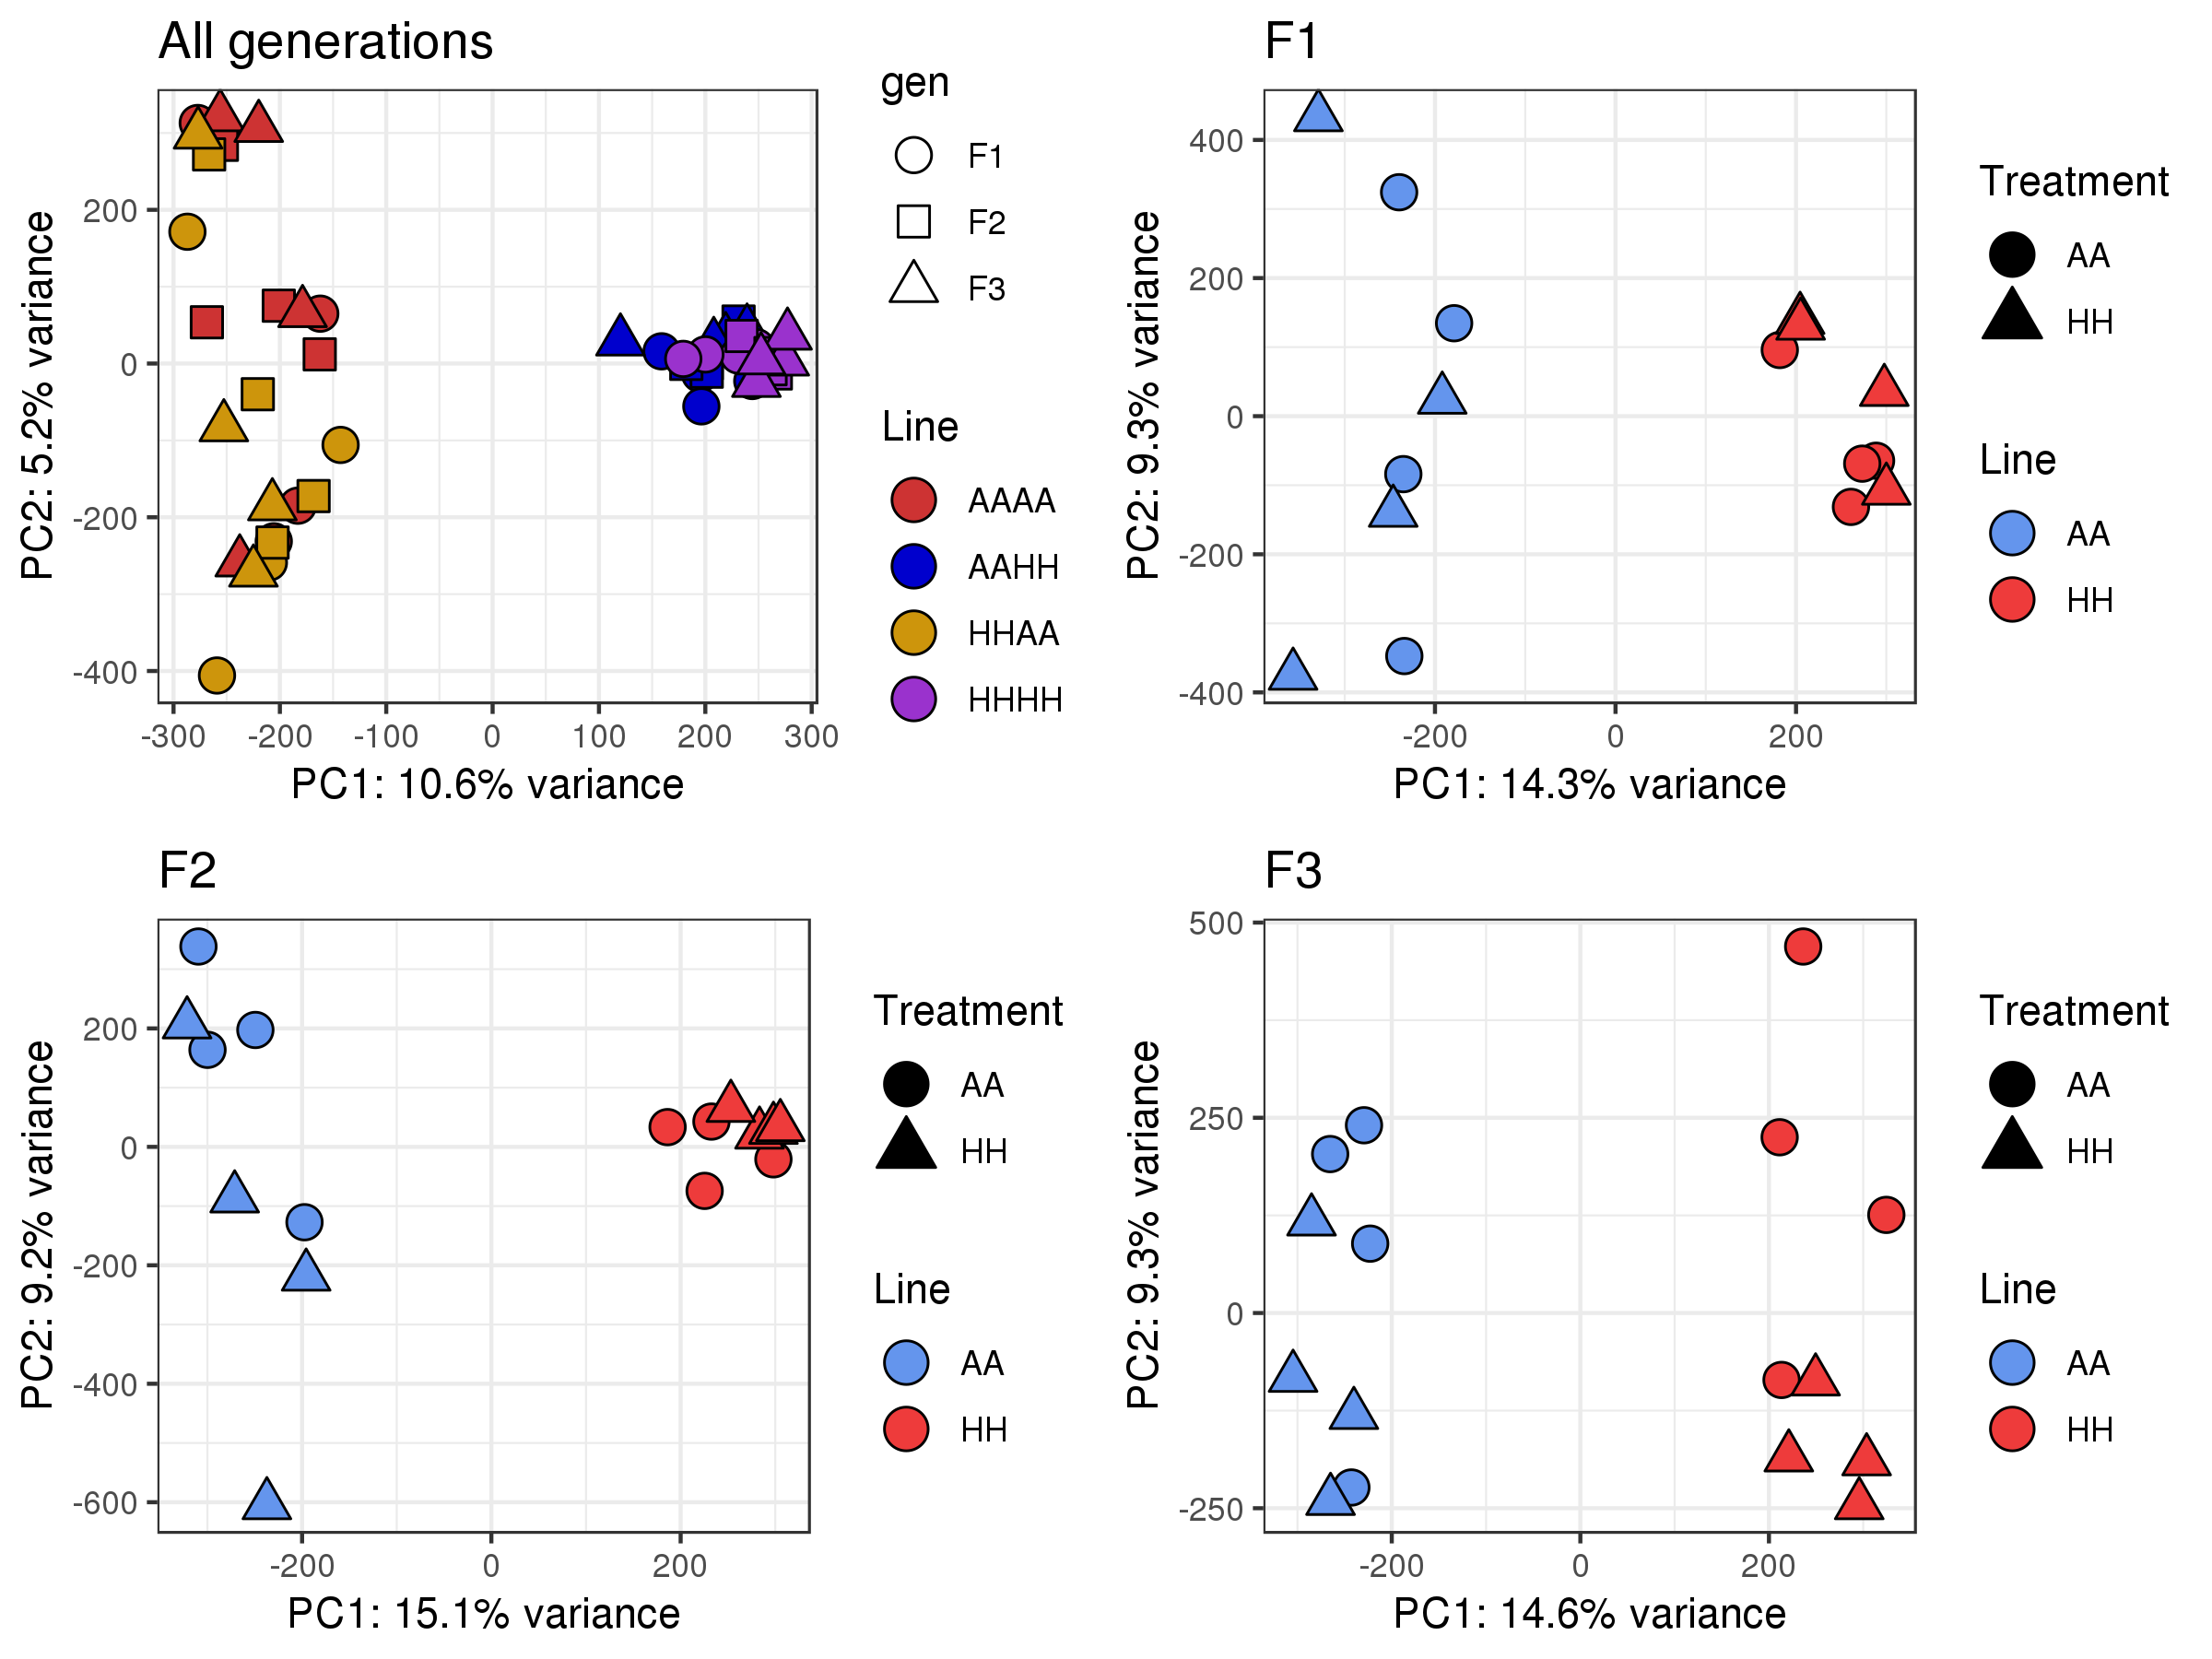 All generations
PC2: 5.2% variance
200
0
-200
-400
-300 -200 -100 0 100 200 300
PC1: 10.6% variance
gen
F1
F2
F3
Line
AAAA
AAHH
HHAA
HHHH
F1
PC2: 9.3% variance
400
200
0
-200
-400
-200 0 200
PC1: 14.3% variance
Treatment
AA
HH
Line
AA
HH
F2
PC2: 9.2% variance
200
0
-200
-400
-600
-200 0 200
PC1: 15.1% variance
Treatment
AA
HH
Line
AA
HH
F3
PC2: 9.3% variance
500
250
0
-250
-200 0 200
PC1: 14.6% variance
Treatment
AA
HH
Line
AA
HH